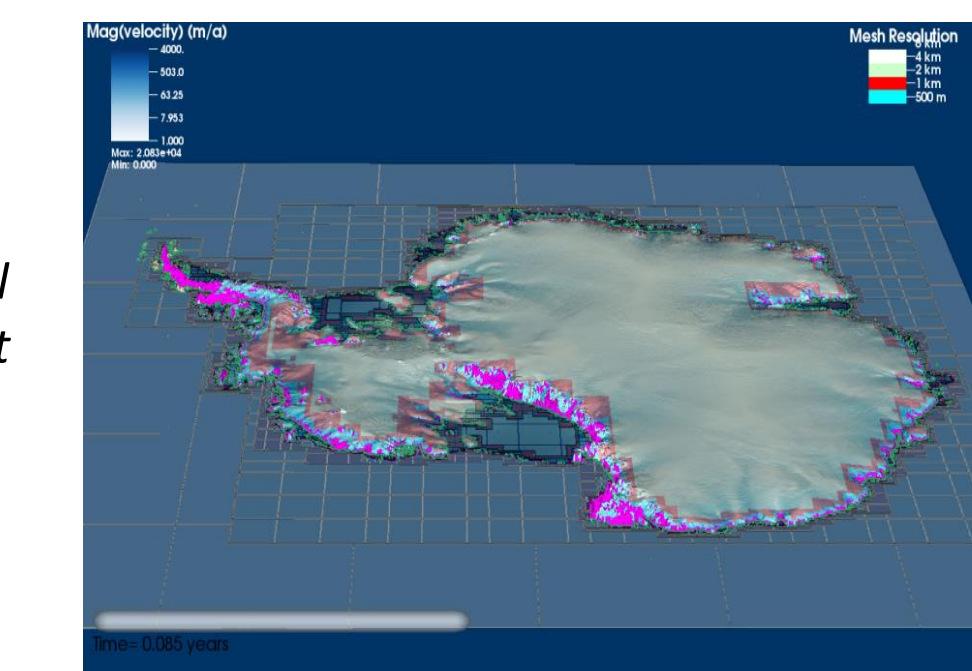 Mag(velocity) (m/a)
4000.
503.0
63.25
7.953
1.000
Max: 2.083e+04
Min: 0.000
Mesh Resolution
8 km
4 km
2 km
1 km
500 m
l
t
Time= 0.085 years